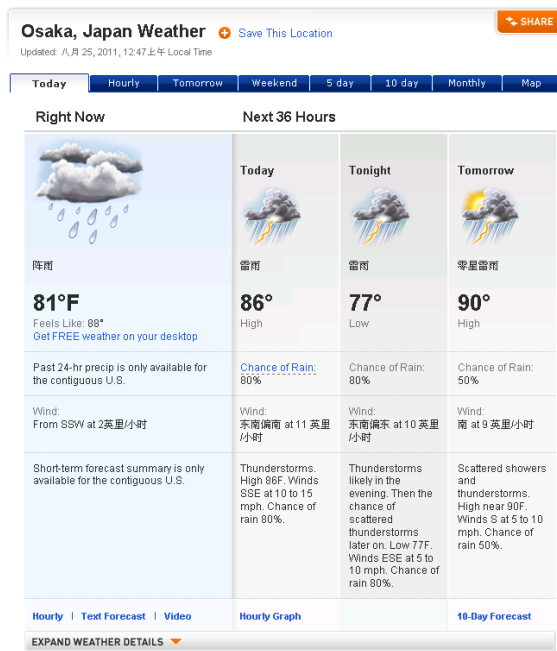 Osaka, Japan Weather
Save This Location
SHARE
Updated: 八月 25, 2011, 12:47上午 Local Time
Today
Hourly
Tomorrow
Weekend
5 day
10 day
Monthly
Map
Right Now
Next 36 Hours
阵雨
81°F
Feels Like: 88°
Get FREE weather on your desktop
Past 24-hr precip is only available for
the contiguous U.S.
Wind:
From SSW at 2英里/小时
Short-term forecast summary is only
available for the contiguous U.S.
Hourly | Text Forecast | Video
Today
雷雨
86°
High
Chance of Rain:
80%
Wind:
东南偏南 at 11 英里
/小时
Thunderstorms.
High 86F. Winds
SSE at 10 to 15
mph. Chance of
rain 80%.
Hourly Graph
Tonight
雷雨
77°
Low
Chance of Rain:
80%
Wind:
东南偏东 at 10 英里
/小时
Thunderstorms
likely in the
evening. Then the
chance of
scattered
thunderstorms
later on. Low 77F.
Winds ESE at 5 to
10 mph. Chance of
rain 80%.
Tomorrow
零星雷雨
90°
High
Chance of Rain:
50%
Wind:
南 at 9 英里/小时
Scattered showers
and
thunderstorms.
High near 90F.
Winds S at 5 to 10
mph. Chance of
rain 50%.
10-Day Forecast
EXPAND WEATHER DETAILS